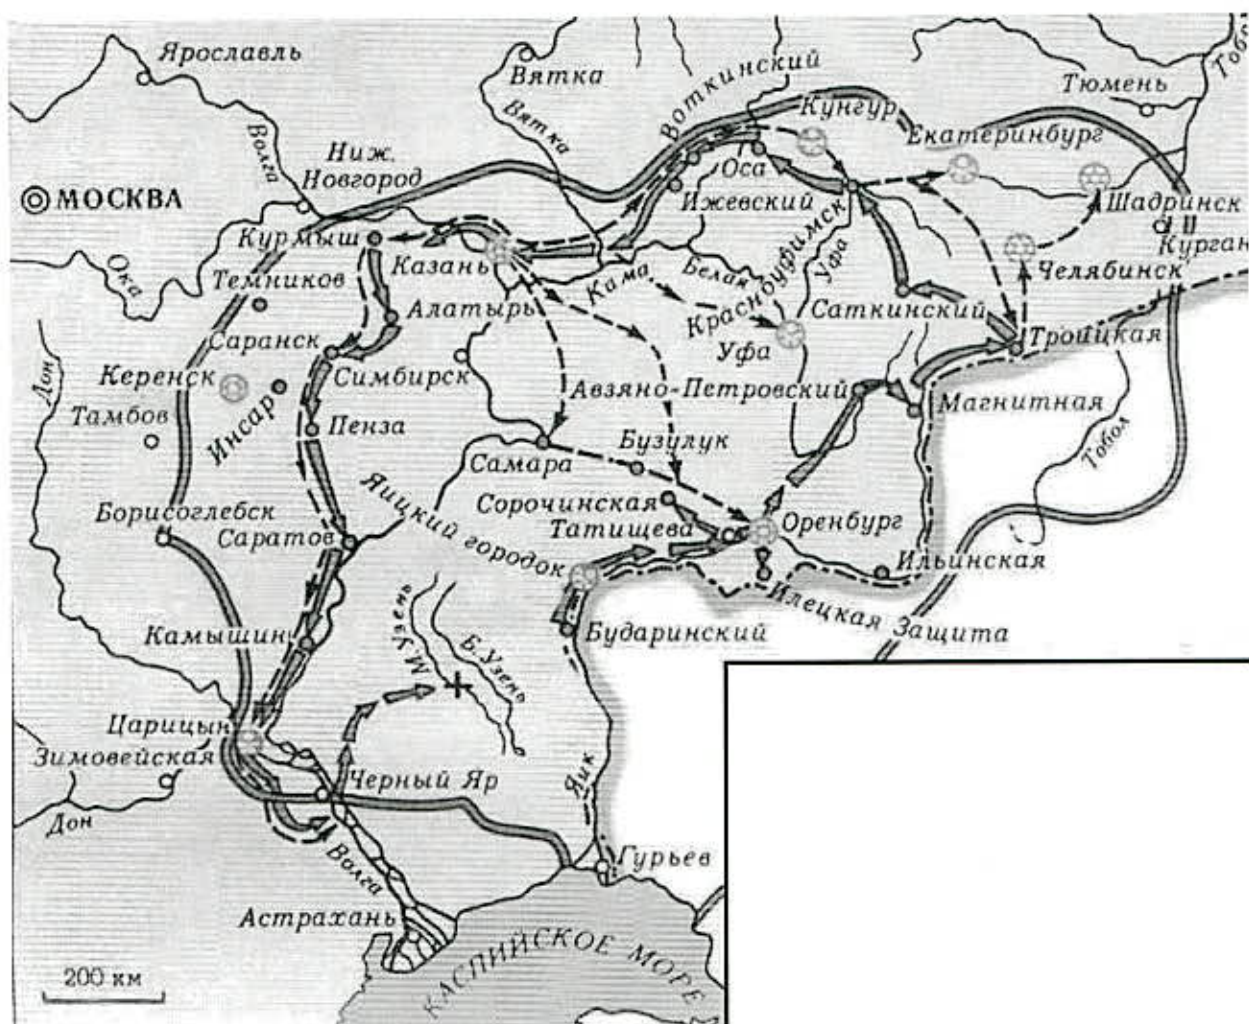 Ярославль
Вятка
Вятка
Воткинский
Кунгур
Тюмень
Екатеринбург
Волга
Ниж.
Новгород
МОСКВА
Оса
Ижевский
Шадринск
Курган
Курмыш
Казань
Кама
Белая
Красноуфимск
Уфа
Челябинск
Ока
Темников
Алатырь
Саткинский
Троицкая
Саранск
Симбирск
Уфа
Дон
Керенск
Тамбов
Инсар
Пенза
Авзяно-Петровский
Магнитная
Тобол
Самара
Бузулук
Борисоглебск
Саратов
Яицкий городок
Сорочинская
Татищева
Оренбург
Ильинская
Илецкая Защита
Камышин
М. Узень
Б. Узень
Бударинский
Царицын
Зимовейская
Черный Яр
Яик
Дон
Волга
Гурьев
Астрахань
КАСПИЙСКОЕ МОРЕ
200 км